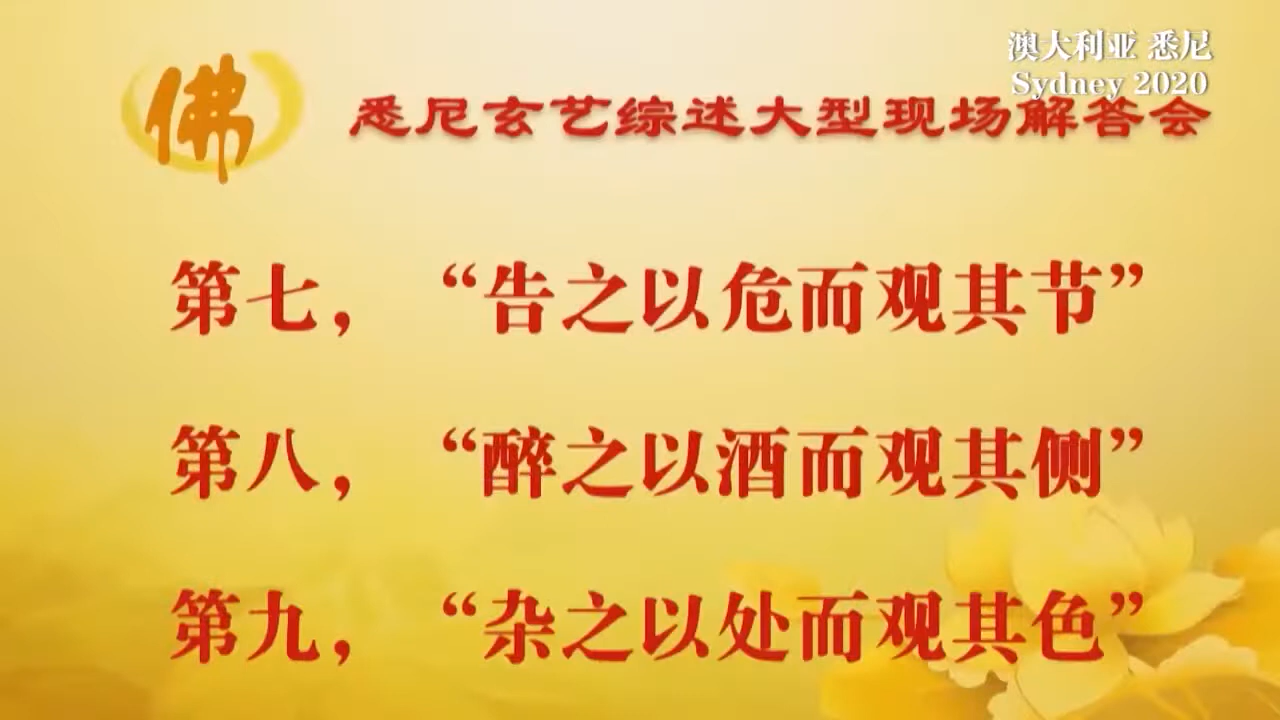 澳大利亚 悉尼
Sydney 2020
佛
悉尼玄艺综述大型现场解答会
第七，“告之以危而观其节”
第八，“醉之以酒而观其侧”
第九，“杂之以处而观其色”